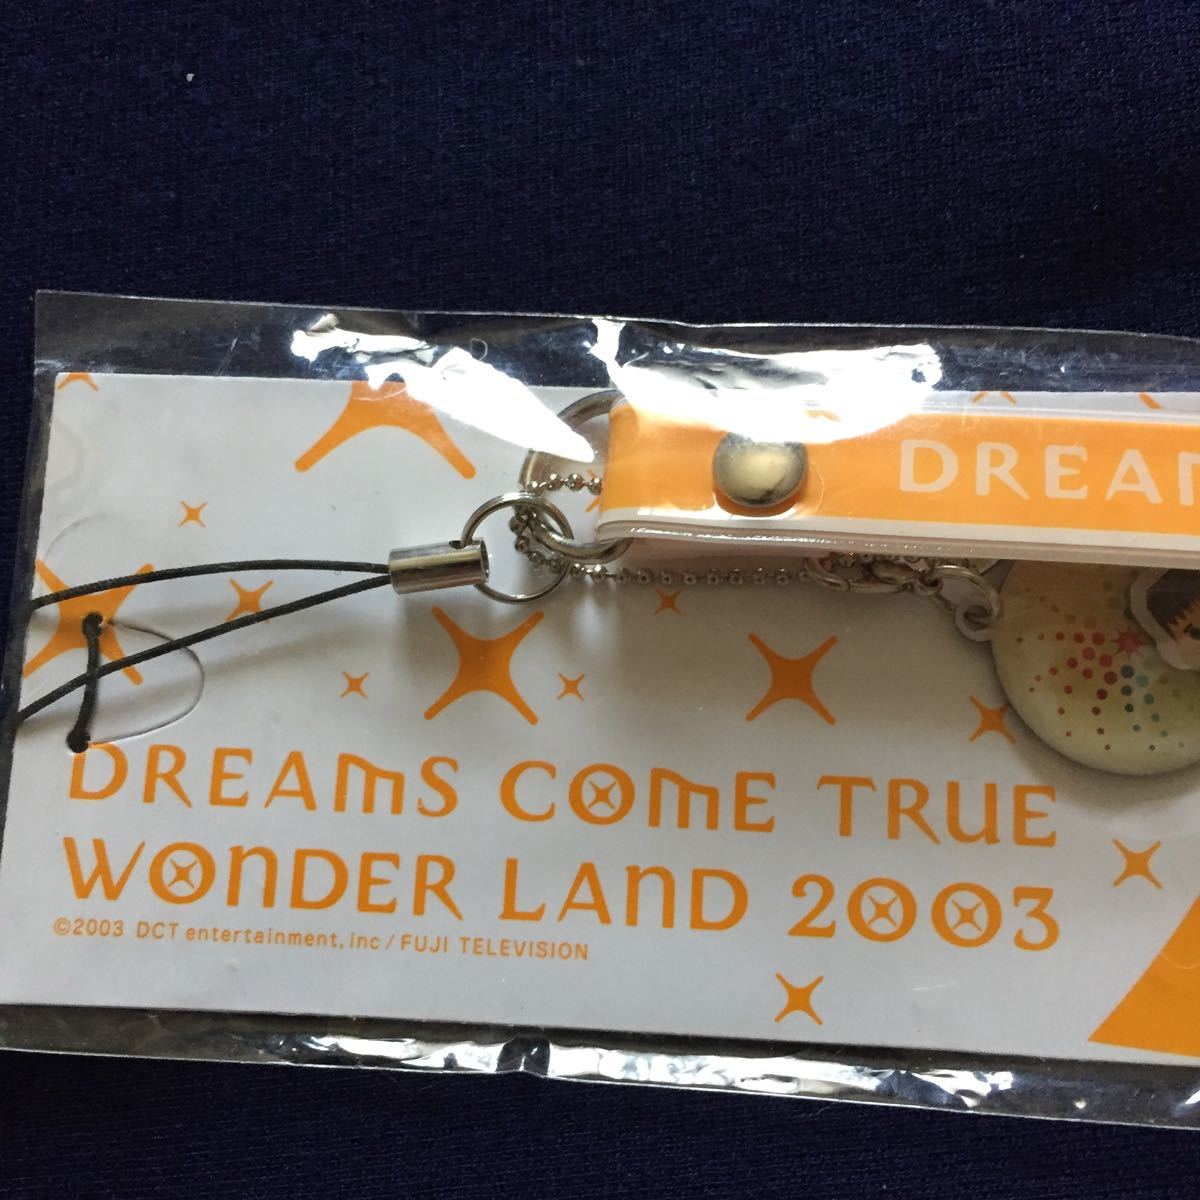 DREAM
DREAMS COME TRUE
WONDER LAND 2003
©2003 DCT entertainment, inc / FUJI TELEVISION